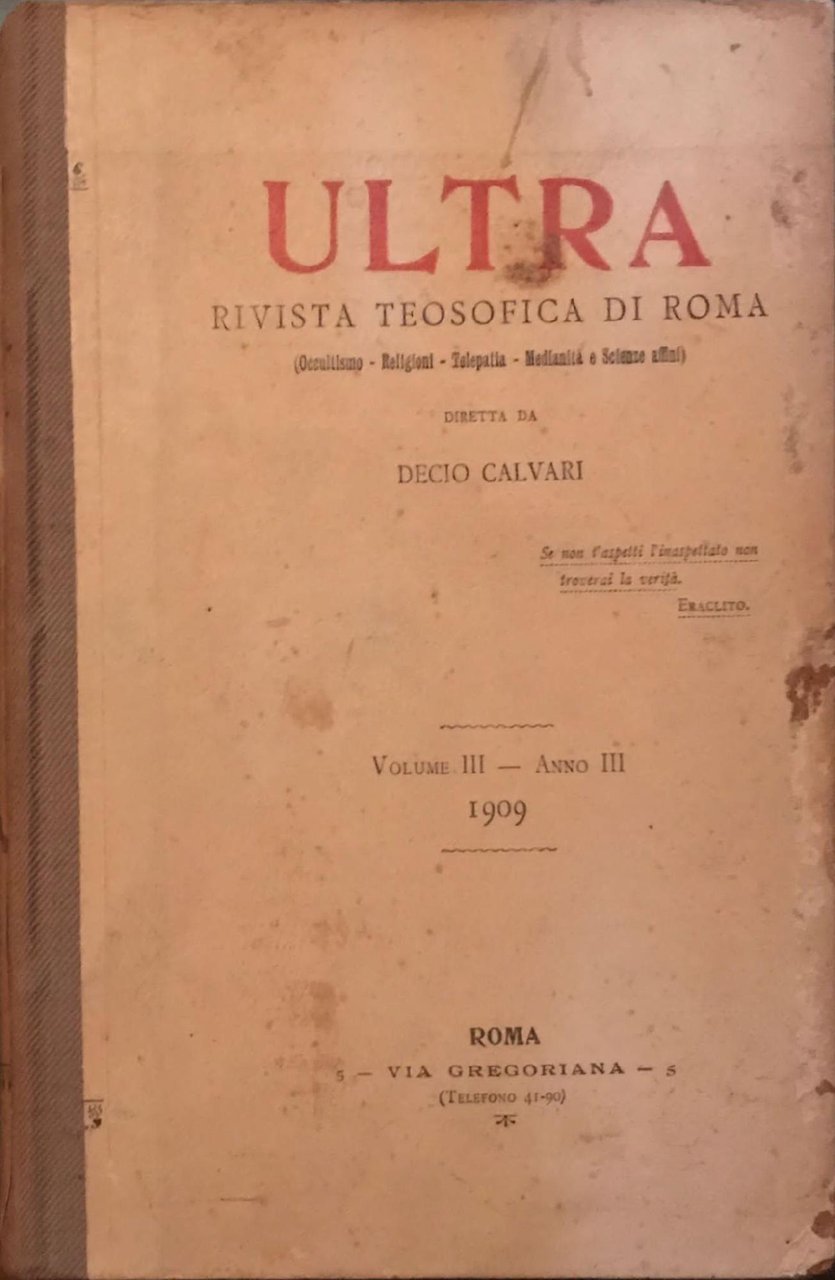 ULTRA
RIVISTA TEOSOFICA DI ROMA
(Occultismo - Religioni - Telepatia - Medianità e Scienze affini)
DIRETTA DA
DECIO CALVARI
Se non t'aspetti l'inaspettato non
troverai la verità.
ERACLITO.
VOLUME III — ANNO III
1909
ROMA
5 — VIA GREGORIANA — 5
(TELEFONO 41-90)